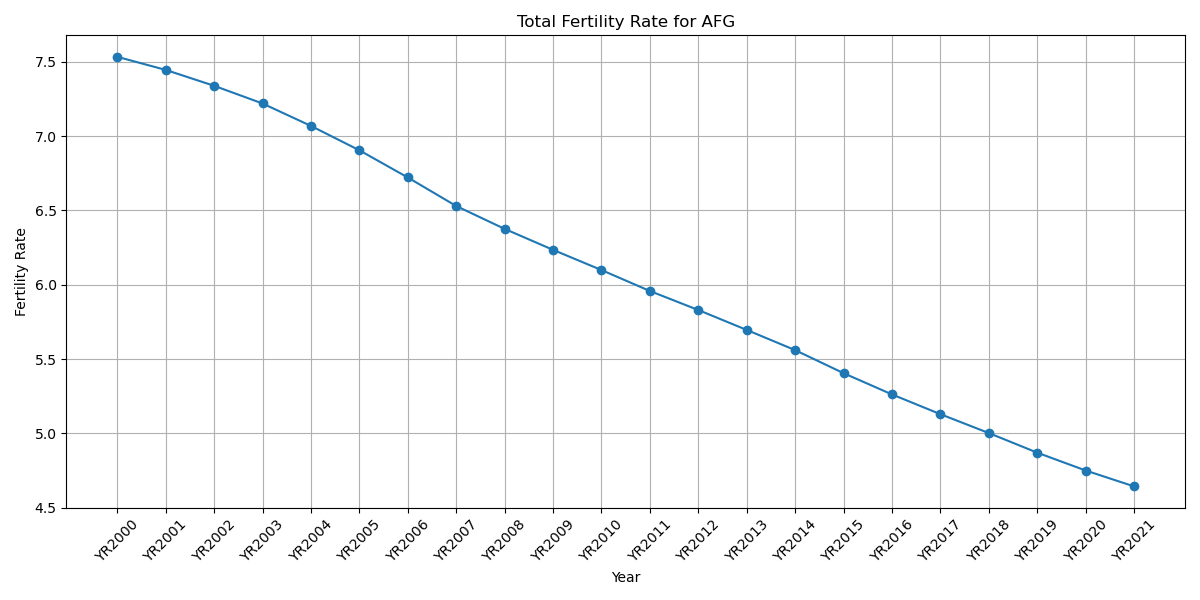 Total Fertility Rate for AFG
Fertility Rate
7.5
7.0
6.5
6.0
5.5
5.0
4.5
YR2000
YR2001
YR2002
YR2003
YR2004
YR2005
YR2006
YR2007
YR2008
YR2009
YR2010
YR2011
YR2012
YR2013
YR2014
YR2015
YR2016
YR2017
YR2018
YR2019
YR2020
YR2021
Year